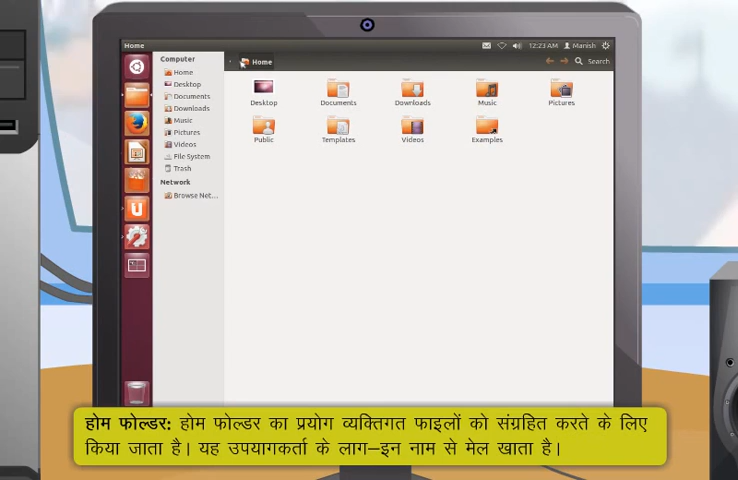 Home
12:23 AM Manish
Computer
Home
Desktop
Documents
Downloads
Music
Pictures
Videos
File System
Trash
Network
Browse Net...
Home
Search
Desktop Documents Downloads Music Pictures
Public Templates Videos Examples
होम फोल्डर: होम फोल्डर का प्रयोग व्यक्तिगत फाइलों को संग्रहित करते के लिए
किया जाता है। यह उपयागकर्ता के लाग–इन नाम से मेल खाता है।